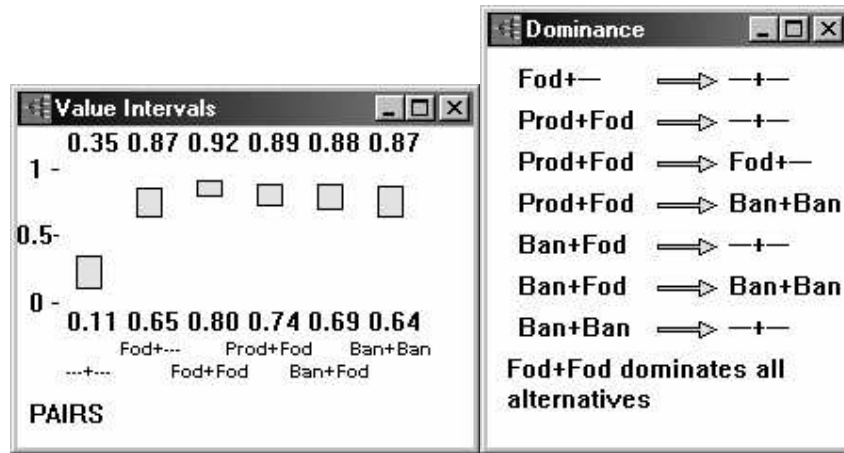 Value Intervals
0.35 0.87 0.92 0.89 0.88 0.87
1 -
0.5-
0 -
0.11 0.65 0.80 0.74 0.69 0.64
Fod+--- Prod+Fod Ban+Ban
---+--- Fod+Fod Ban+Fod
PAIRS
Dominance
Fod+— —+—
Prod+Fod —+—
Prod+Fod Fod+—
Prod+Fod Ban+Ban
Ban+Fod —+—
Ban+Fod Ban+Ban
Ban+Ban —+—
Fod+Fod dominates all
alternatives